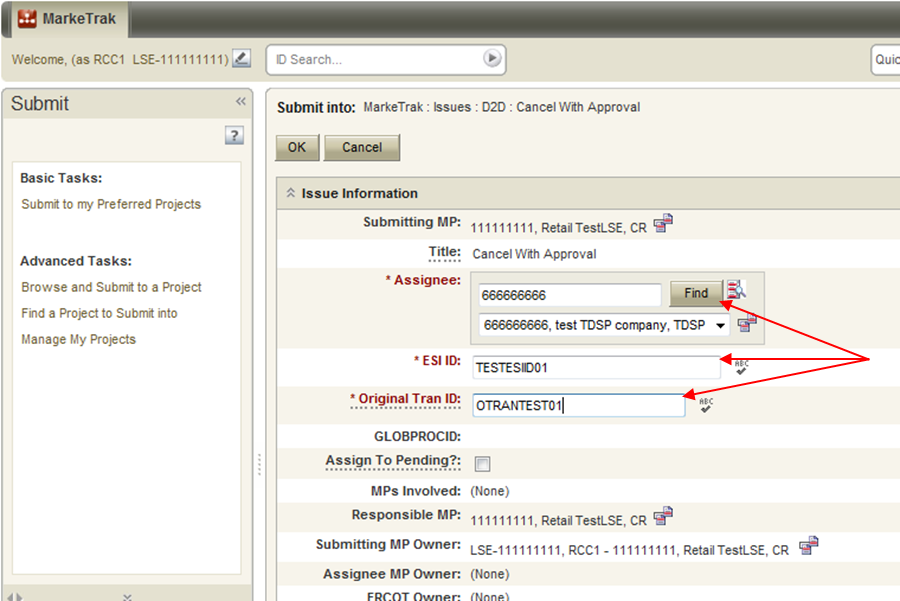 MarkeTrak
Welcome, (as RCC1 LSE-111111111)
ID Search...
Quic
Submit
«
?
Basic Tasks:
Submit to my Preferred Projects
Advanced Tasks:
Browse and Submit to a Project
Find a Project to Submit into
Manage My Projects
Submit into: MarkeTrak : Issues : D2D : Cancel With Approval
OK Cancel
Issue Information
Submitting MP: 111111111, Retail TestLSE, CR
Title: Cancel With Approval
* Assignee:
666666666 Find
666666666, test TDSP company, TDSP
* ESI ID: TESTESIID01 ABC
* Original Tran ID: OTRANTEST01 ABC
GLOBPROCID:
Assign To Pending?:
MPs Involved: (None)
Responsible MP: 111111111, Retail TestLSE, CR
Submitting MP Owner: LSE-111111111, RCC1 - 111111111, Retail TestLSE, CR
Assignee MP Owner: (None)
ERCOT Owner: (None)